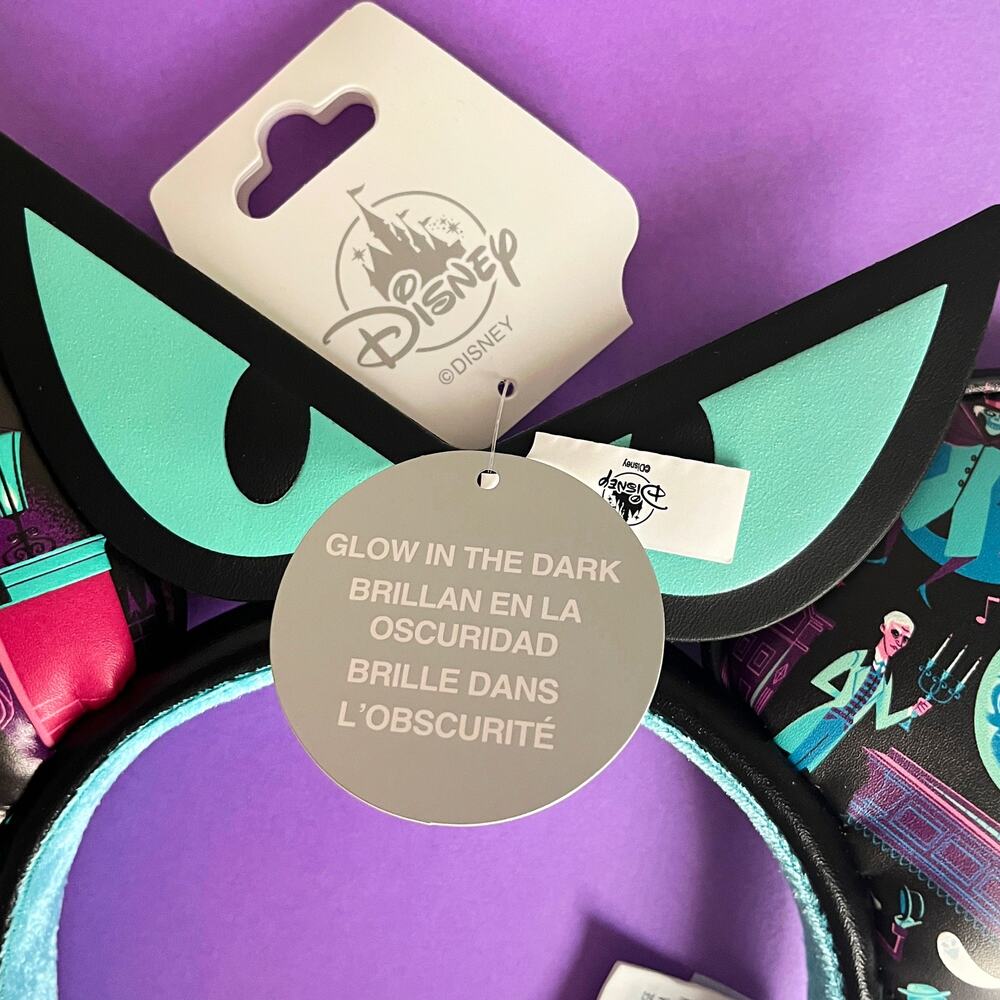 Disney
©DISNEY
©Disney
Disney
GLOW IN THE DARK
BRILLAN EN LA
OSCURIDAD
BRILLE DANS
L'OBSCURITÉ